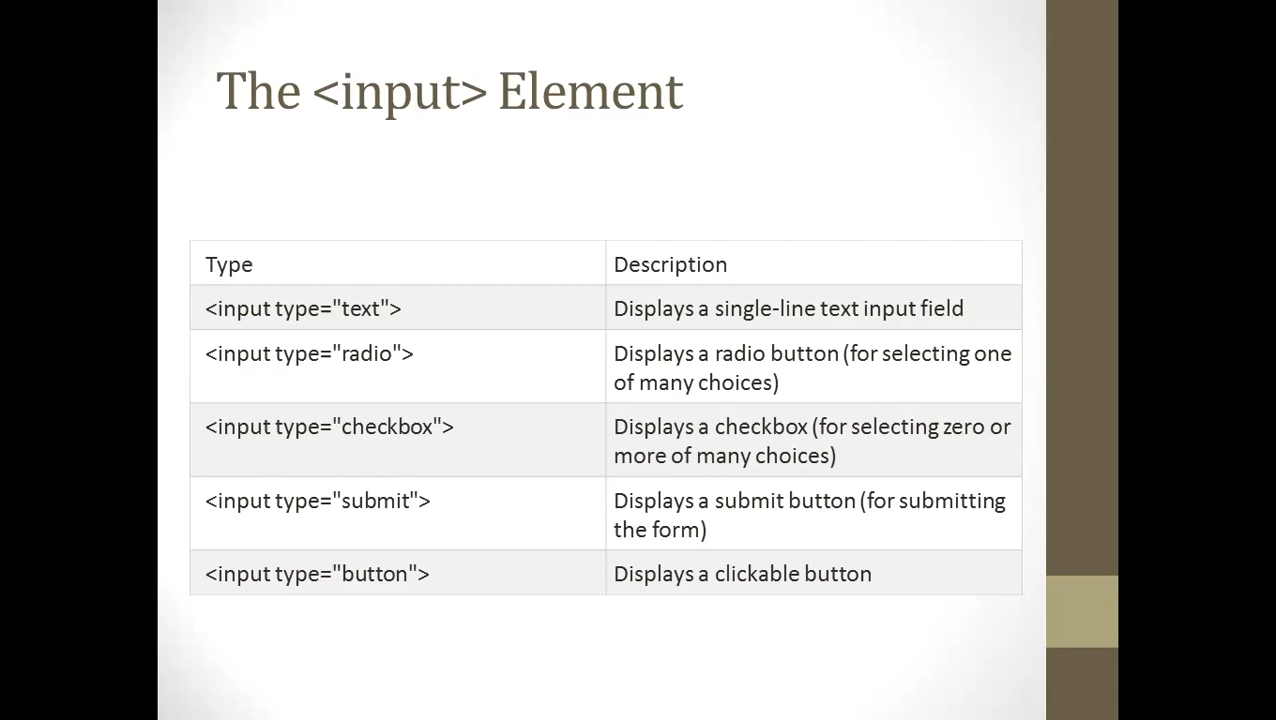 The <input> Element
Type
Description
<input type="text">
Displays a single-line text input field
<input type="radio">
Displays a radio button (for selecting one
of many choices)
<input type="checkbox">
Displays a checkbox (for selecting zero or
more of many choices)
<input type="submit">
Displays a submit button (for submitting
the form)
<input type="button">
Displays a clickable button